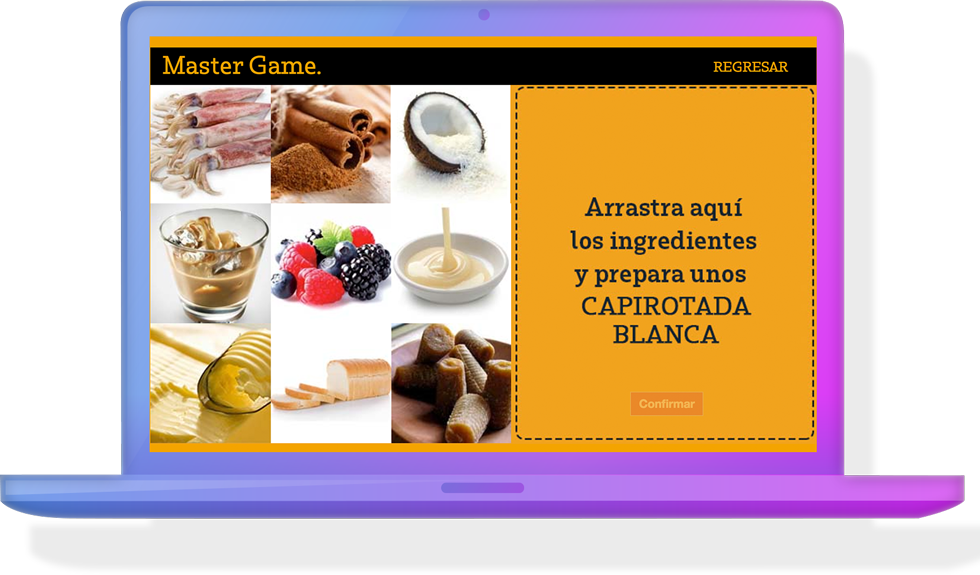 Master Game.
REGRESAR
Arrastra aquí
los ingredientes
y prepara unos
CAPIROTADA
BLANCA
Confirmar